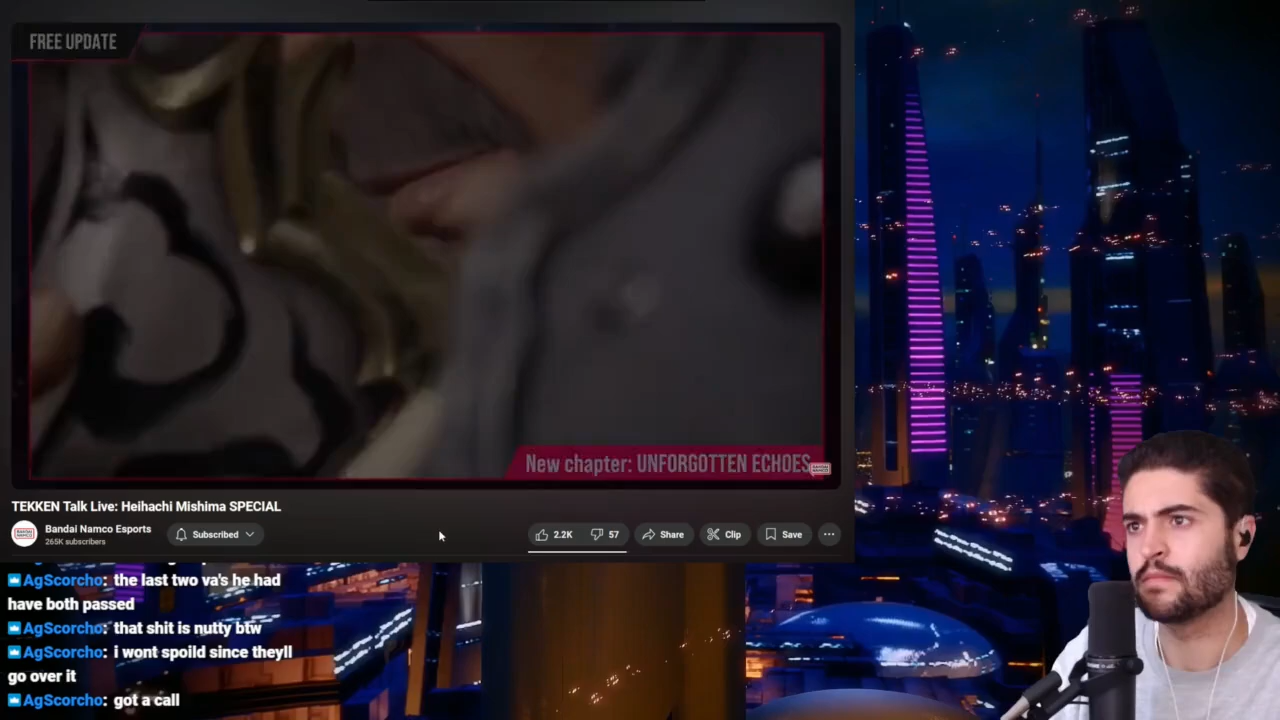 FREE UPDATE
New chapter: UNFORGOTTEN ECHOES
TEKKEN Talk Live: Heihachi Mishima SPECIAL
Bandai Namco Esports
265K subscribers
Subscribed
2.2K
57
Share
Clip
Save
AgScorcho: the last two va's he had
have both passed
AgScorcho: that shit is nutty btw
AgScorcho: i wont spoild since theyll
go over it
AgScorcho: got a call